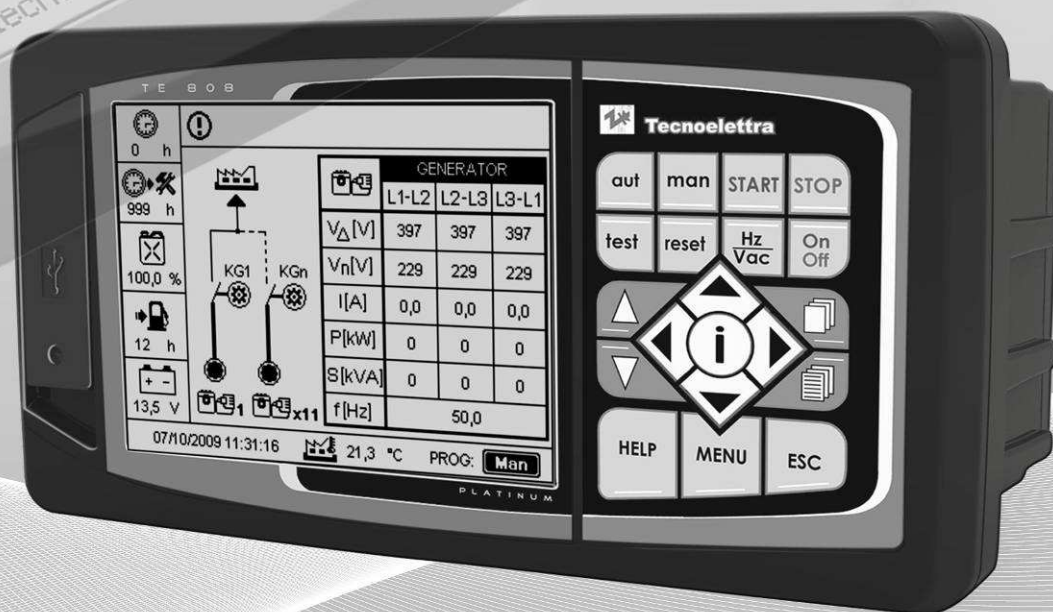 TE 808
0 h
999 h
100,0 %
12 h
13,5 V
KG1 KGn
1 x11
GENERATOR
L1-L2 L2-L3 L3-L1
V△[V] 397 397 397
Vn[V] 229 229 229
I[A] 0,0 0,0 0,0
P[kW] 0 0 0
S[kVA] 0 0 0
f[Hz] 50,0
07/10/2009 11:31:16 21,3 °C PROG: Man
PLATINUM
Tecnoelettra
aut man START STOP
test reset Hz/Vac On Off
i
HELP MENU ESC